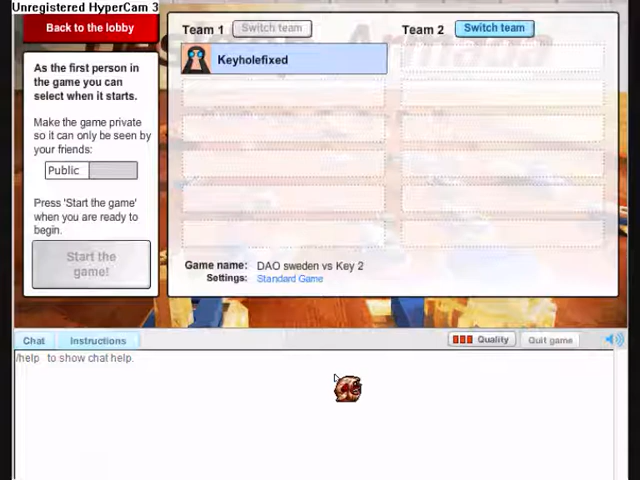 Unregistered HyperCam 3
Back to the lobby
As the first person in
the game you can
select when it starts.
Make the game private
so it can only be seen by
your friends:
Public
Press 'Start the game'
when you are ready to
begin.
Start the
game!
Team 1
Switch team
Team 2
Switch team
Armada
Keyholefixed
Game name: DAO sweden vs Key 2
Settings: Standard Game
Chat
Instructions
Quality
Quit game
/help to show chat help.